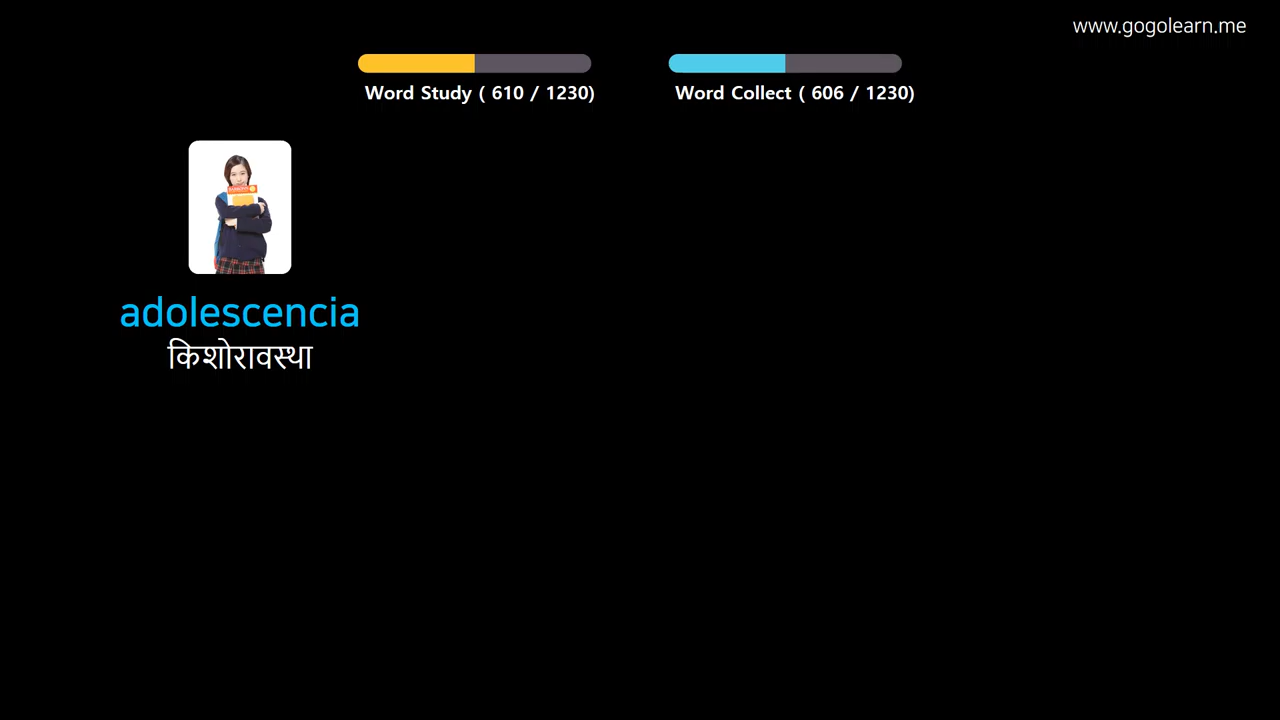 www.gogolearn.me
Word Study ( 610 / 1230)
Word Collect ( 606 / 1230)
adolescencia
किशोरावस्था